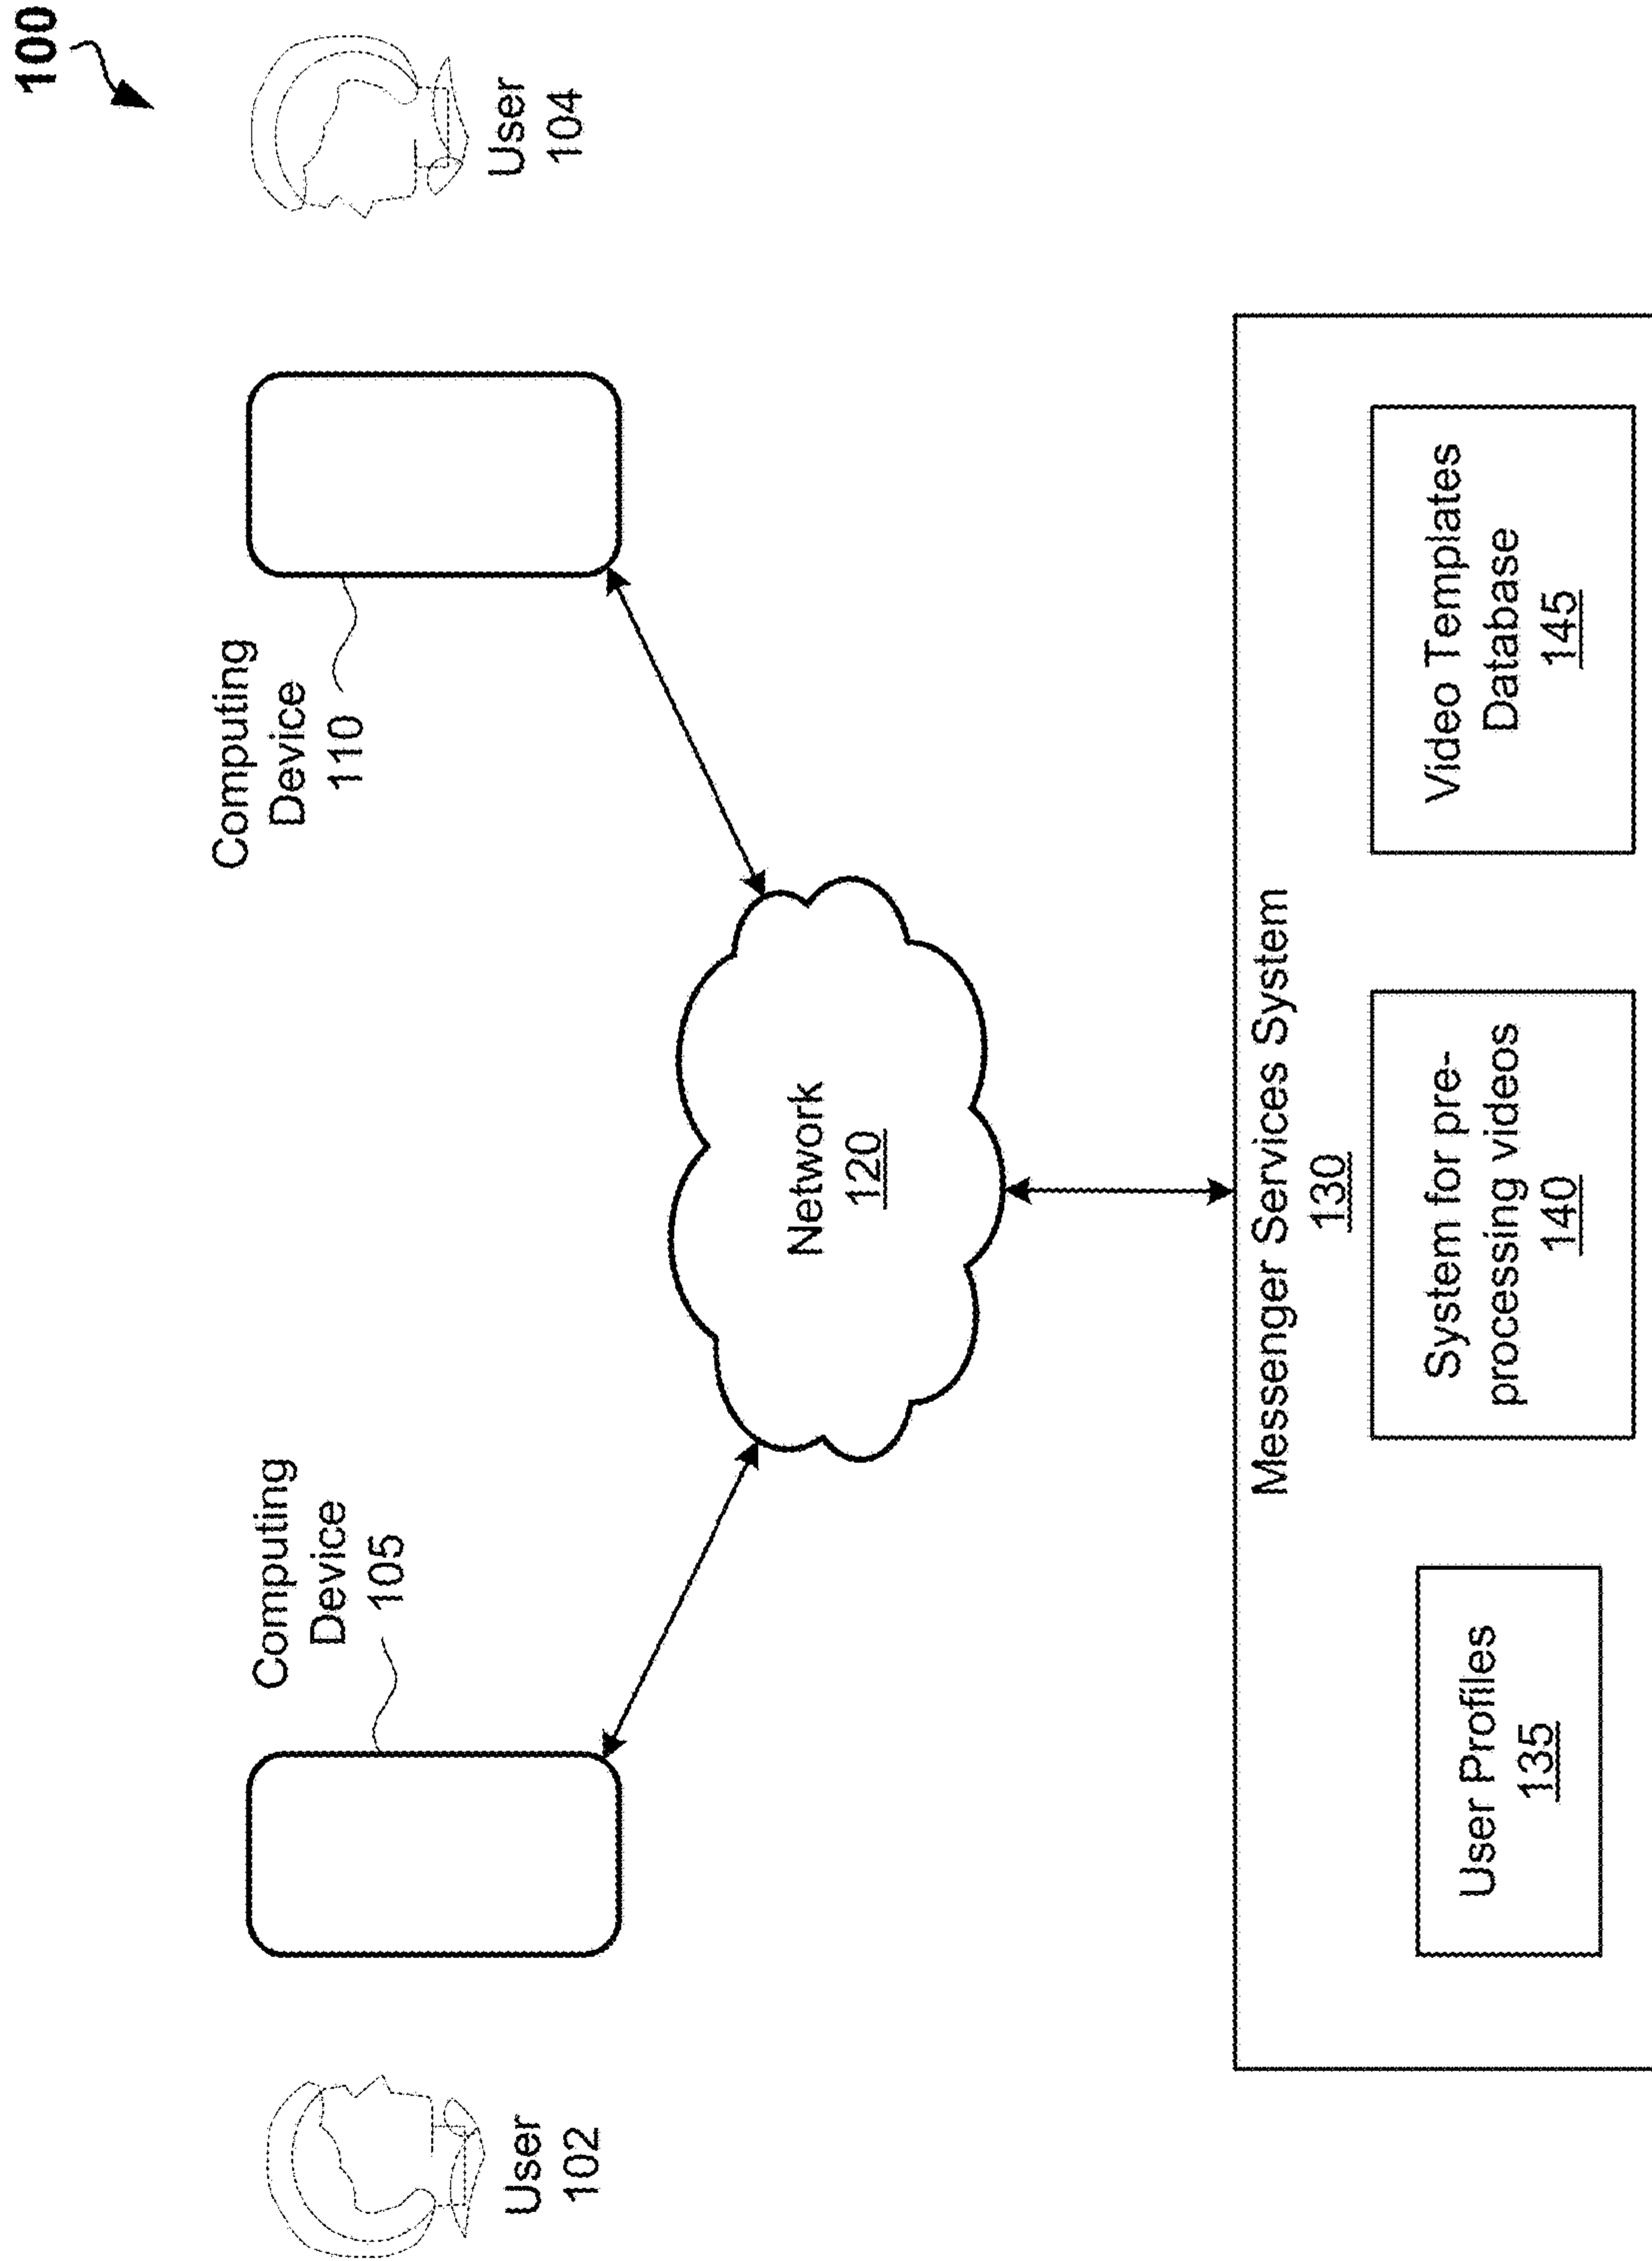 100
User
102
Computing
Device
105
Computing
Device
110
User
104
Network
120
Messenger Services System
130
User Profiles
135
System for pre-
processing videos
140
Video Templates
Database
145